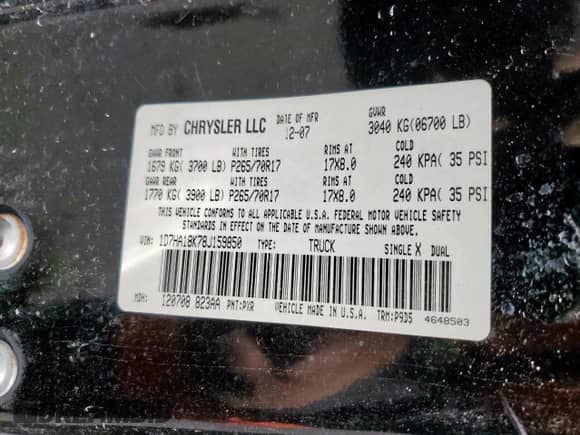 MFD BY CHRYSLER LLC DATE OF MFR GVWR
12-07 3040 KG(06700 LB)
GAWR FRONT WITH TIRES RIMS AT COLD
1679 KG( 3700 LB) P265/70R17 17X8.0 240 KPA( 35 PSI
GAWR REAR WITH TIRES RIMS AT COLD
1770 KG( 3900 LB) P265/70R17 17X8.0 240 KPA( 35 PSI
THIS VEHICLE CONFORMS TO ALL APPLICABLE U.S.A. FEDERAL MOTOR VEHICLE SAFETY
STANDARDS IN EFFECT ON THE DATE OF MANUFACTURE SHOWN ABOVE.
VIN: 1D7HA18K78J159850 TYPE: TRUCK SINGLE X DUAL
MDH: 120708 823AA PNT:PXR VEHICLE MADE IN U.S.A. TRM:P9D5
4648503